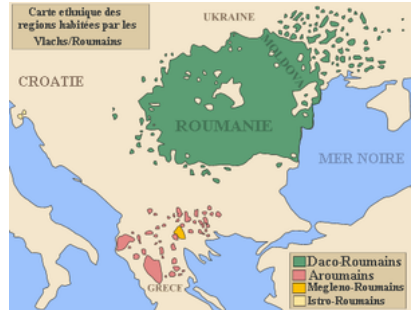 Carte ethnique des
regions habitées par les
Vlachs/Roumains
UKRAINE
MOLDOVA
CROATIE
ROUMANIE
MER NOIRE
GRECE
Daco-Roumains
Aroumains
Megleno-Roumains
Istro-Roumains